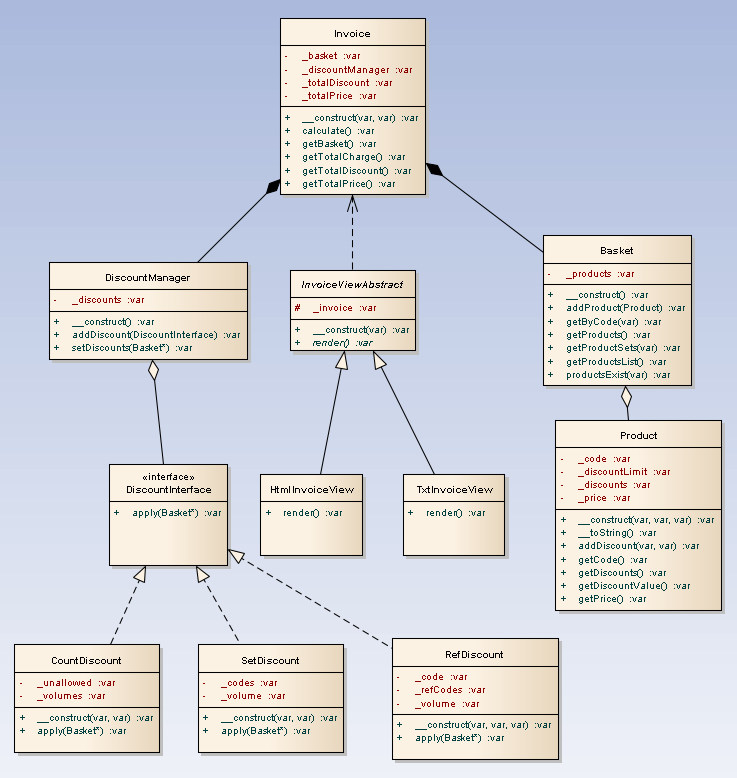 Invoice
- _basket :var
- _discountManager :var
- _totalDiscount :var
- _totalPrice :var
+ __construct(var, var) :var
+ calculate() :var
+ getBasket() :var
+ getTotalCharge() :var
+ getTotalDiscount() :var
+ getTotalPrice() :var
DiscountManager
- _discounts :var
+ __construct() :var
+ addDiscount(DiscountInterface) :var
+ setDiscounts(Basket*) :var
InvoiceViewAbstract
# _invoice :var
+ __construct(var) :var
+ render() :var
Basket
- _products :var
+ __construct() :var
+ addProduct(Product) :var
+ getByCode(var) :var
+ getProducts() :var
+ getProductSets(var) :var
+ getProductsList() :var
+ productsExist(var) :var
«interface»
DiscountInterface
+ apply(Basket*) :var
HtmlInvoiceView
+ render() :var
TxtInvoiceView
+ render() :var
Product
- _code :var
- _discountLimit :var
- _discounts :var
- _price :var
+ __construct(var, var, var) :var
+ __toString() :var
+ addDiscount(var, var) :var
+ getCode() :var
+ getDiscounts() :var
+ getDiscountValue() :var
+ getPrice() :var
CountDiscount
- _unallowed :var
- _volumes :var
+ __construct(var, var) :var
+ apply(Basket*) :var
SetDiscount
- _codes :var
- _volume :var
+ __construct(var, var) :var
+ apply(Basket*) :var
RefDiscount
- _code :var
- _refCodes :var
- _volume :var
+ __construct(var, var, var) :var
+ apply(Basket*) :var